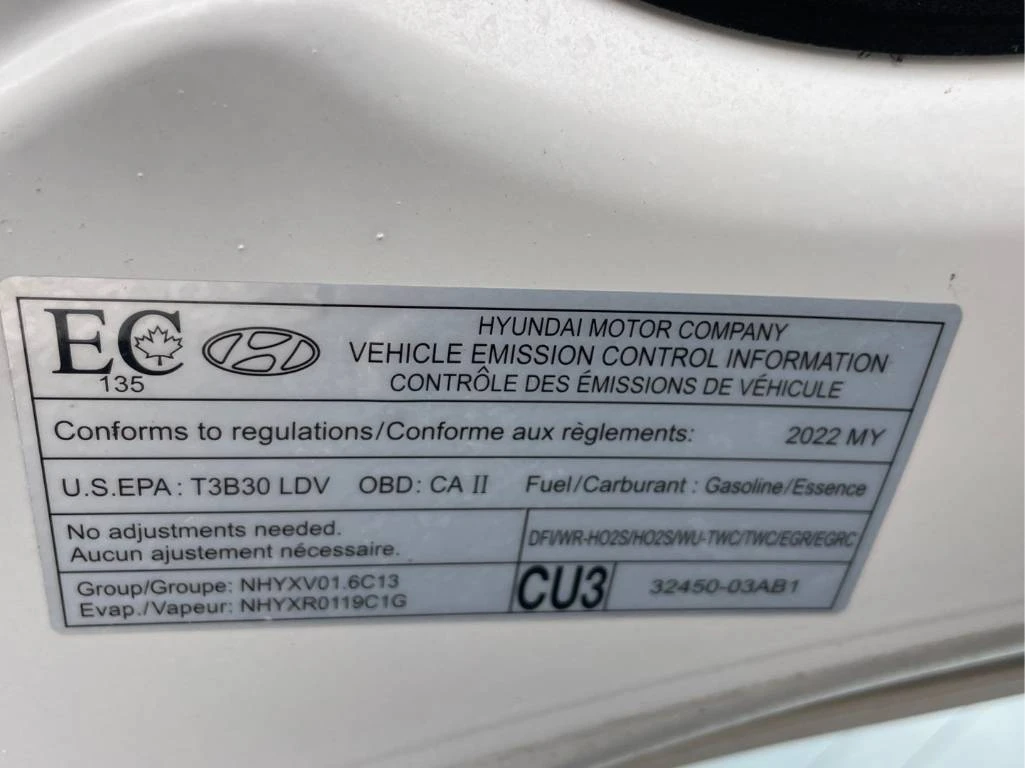 EC
135
HYUNDAI MOTOR COMPANY
VEHICLE EMISSION CONTROL INFORMATION
CONTRÔLE DES ÉMISSIONS DE VÉHICULE
Conforms to regulations/Conforme aux règlements: 2022 MY
U.S.EPA : T3B30 LDV OBD: CA II Fuel/Carburant : Gasoline/Essence
No adjustments needed.
Aucun ajustement nécessaire.
DFI/WR-HO2S/HO2S/WU-TWC/TWC/EGR/EGRC
Group/Groupe: NHYXV01.6C13
Evap./Vapeur: NHYXR0119C1G
CU3
32450-03AB1